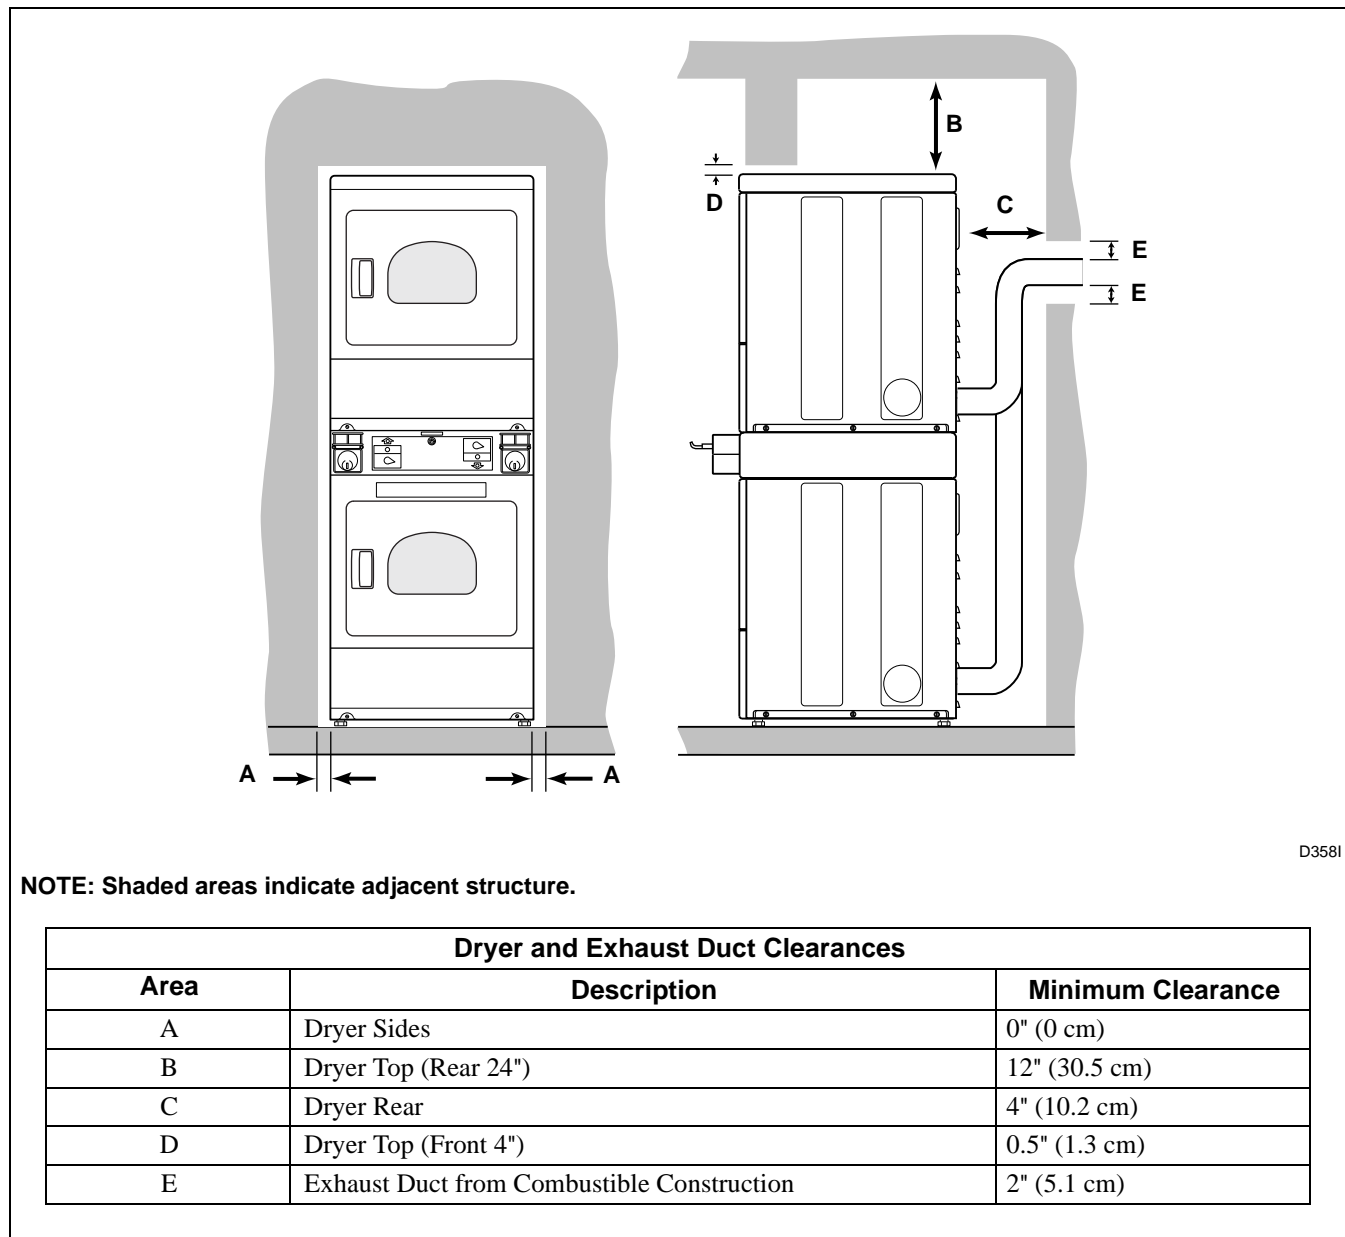 B
D
C
E
E
A
A
D358I
NOTE: Shaded areas indicate adjacent structure.
Dryer and Exhaust Duct Clearances
Area Description Minimum Clearance
A Dryer Sides 0" (0 cm)
B Dryer Top (Rear 24") 12" (30.5 cm)
C Dryer Rear 4" (10.2 cm)
D Dryer Top (Front 4") 0.5" (1.3 cm)
E Exhaust Duct from Combustible Construction 2" (5.1 cm)